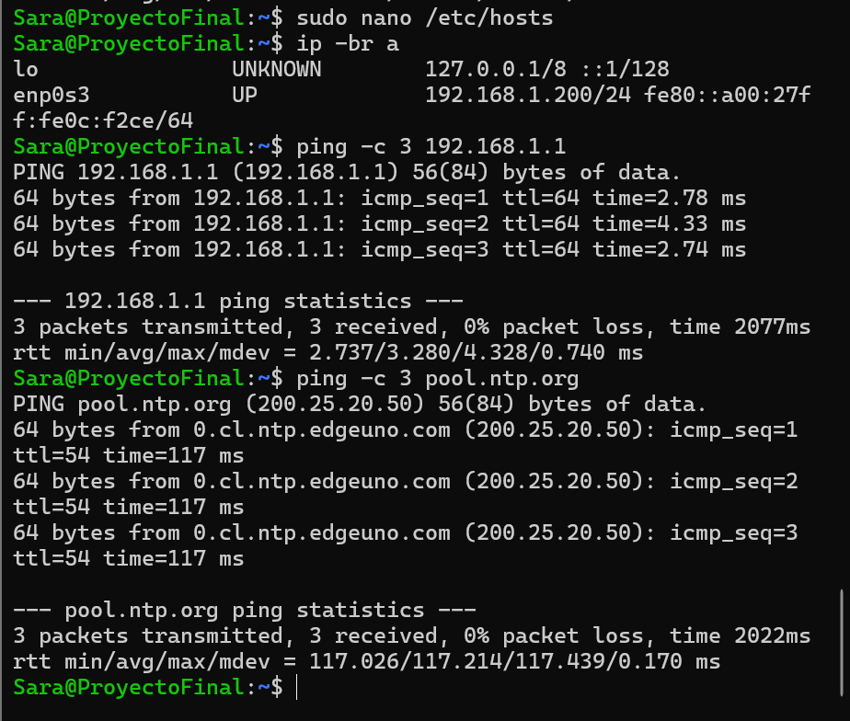 Sara@ProyectoFinal:~$ sudo nano /etc/hosts
Sara@ProyectoFinal:~$ ip -br a
lo               UNKNOWN        127.0.0.1/8 ::1/128
enp0s3           UP             192.168.1.200/24 fe80::a00:27f
f:fe0c:f2ce/64
Sara@ProyectoFinal:~$ ping -c 3 192.168.1.1
PING 192.168.1.1 (192.168.1.1) 56(84) bytes of data.
64 bytes from 192.168.1.1: icmp_seq=1 ttl=64 time=2.78 ms
64 bytes from 192.168.1.1: icmp_seq=2 ttl=64 time=4.33 ms
64 bytes from 192.168.1.1: icmp_seq=3 ttl=64 time=2.74 ms
--- 192.168.1.1 ping statistics ---
3 packets transmitted, 3 received, 0% packet loss, time 2077ms
rtt min/avg/max/mdev = 2.737/3.280/4.328/0.740 ms
Sara@ProyectoFinal:~$ ping -c 3 pool.ntp.org
PING pool.ntp.org (200.25.20.50) 56(84) bytes of data.
64 bytes from 0.cl.ntp.edgeuno.com (200.25.20.50): icmp_seq=1
ttl=54 time=117 ms
64 bytes from 0.cl.ntp.edgeuno.com (200.25.20.50): icmp_seq=2
ttl=54 time=117 ms
64 bytes from 0.cl.ntp.edgeuno.com (200.25.20.50): icmp_seq=3
ttl=54 time=117 ms
--- pool.ntp.org ping statistics ---
3 packets transmitted, 3 received, 0% packet loss, time 2022ms
rtt min/avg/max/mdev = 117.026/117.214/117.439/0.170 ms
Sara@ProyectoFinal:~$